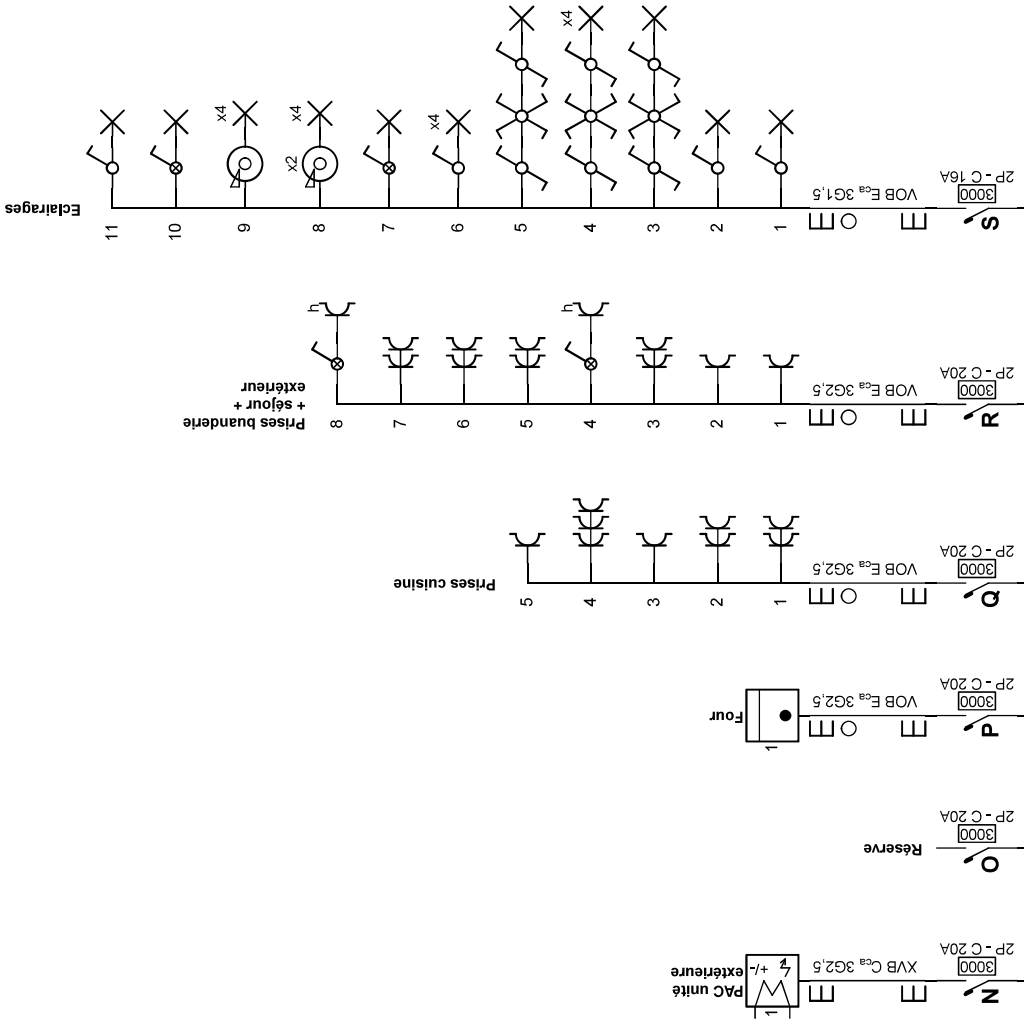 x4
x4
x4
x4
x2
Eclairages
11
10
9
8
7
6
5
4
3
2
1
VOB Eca 3G1,5
2P - C 16A
3000
S
h
h
Prises buanderie
+ séjour +
extérieur
8
7
6
5
4
3
2
1
VOB Eca 3G2,5
2P - C 20A
3000
R
Prises cuisine
5
4
3
2
1
VOB Eca 3G2,5
2P - C 20A
3000
Q
Four
1
VOB Eca 3G2,5
2P - C 20A
3000
P
Réserve
2P - C 20A
3000
O
PAC unité
extérieure
+/-
1
XVB Cca 3G2,5
2P - C 20A
3000
N